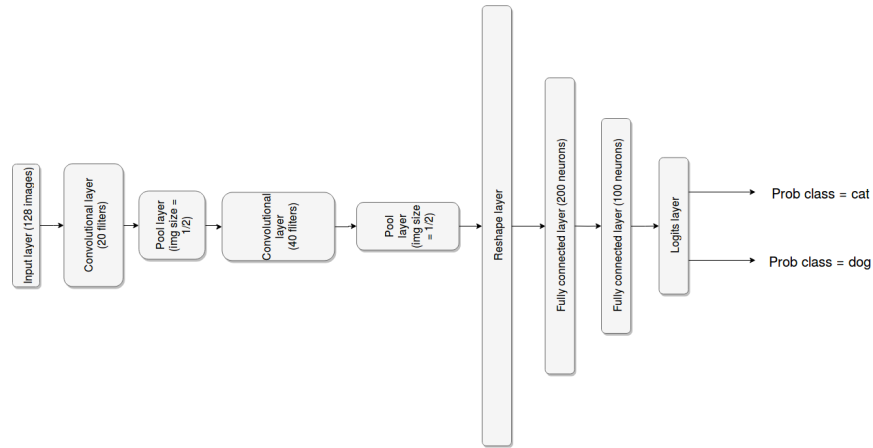 Input layer (128 images)
Convolutional layer
(20 filters)
Pool layer
(img size =
1/2)
Convolutional
layer
(40 filters)
Pool
layer
(img size
= 1/2)
Reshape layer
Fully connected layer (200 neurons)
Fully connected layer (100 neurons)
Logits layer
Prob class = cat
Prob class = dog